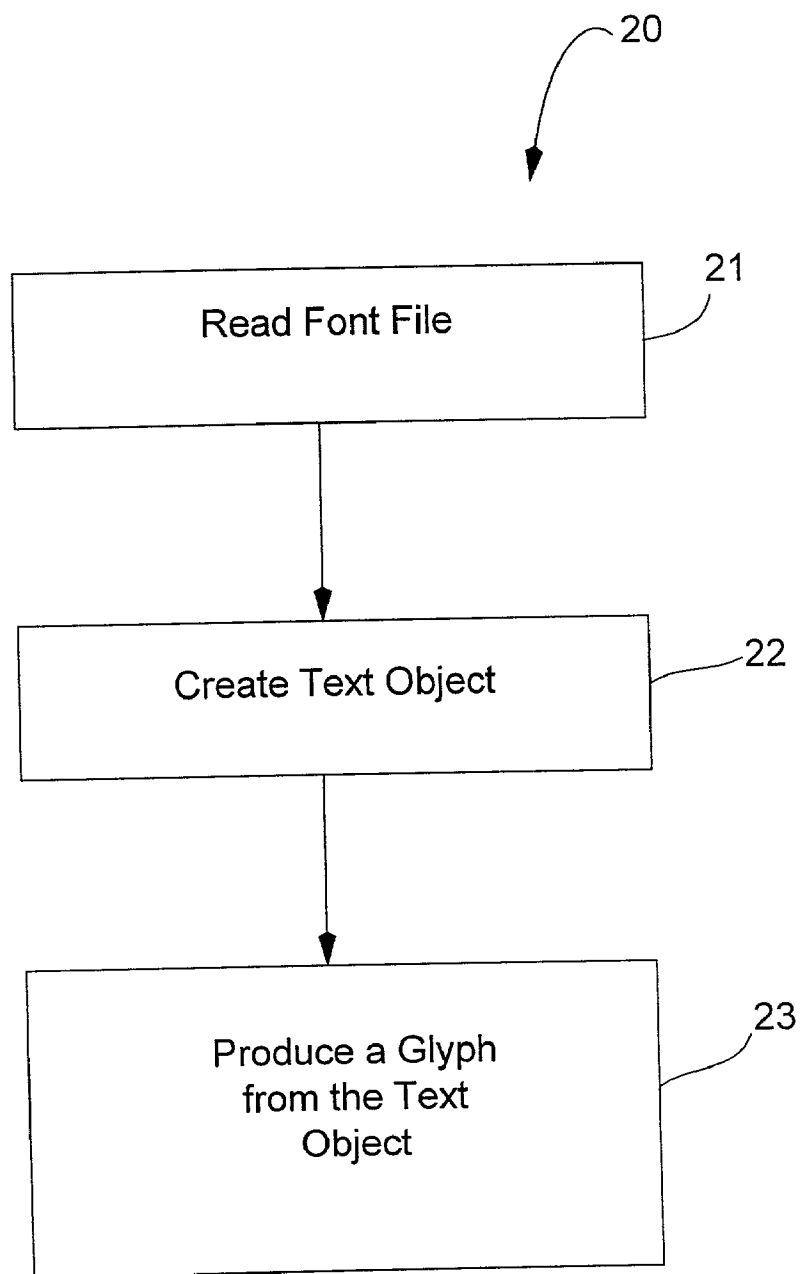 20
21
Read Font File
22
Create Text Object
23
Produce a Glyph
from the Text
Object